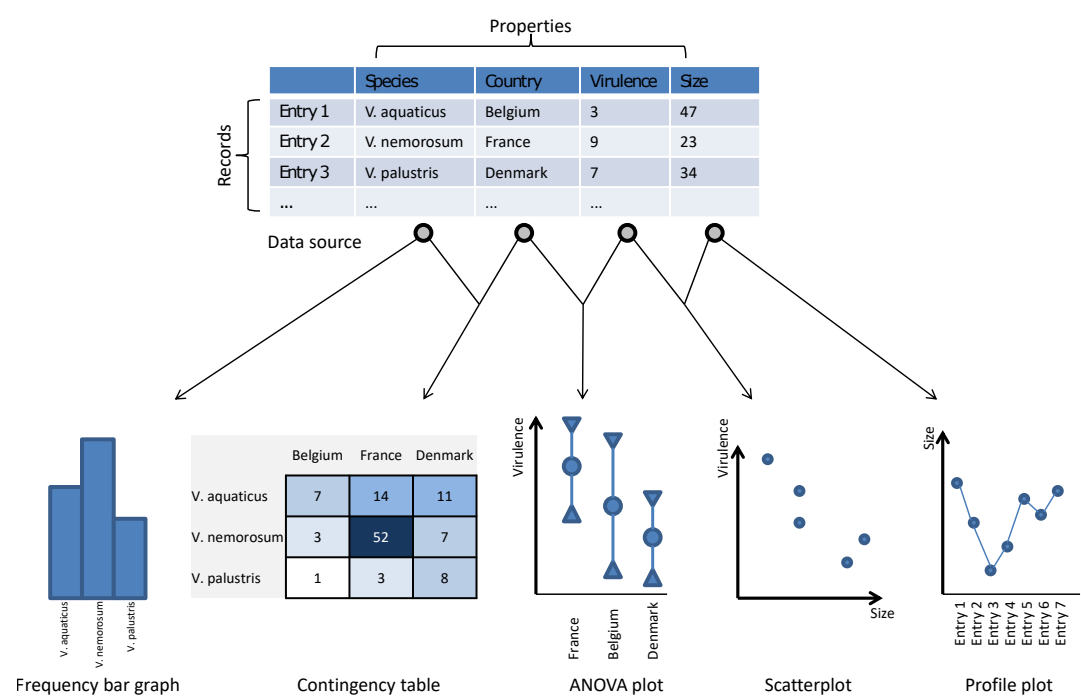 Properties
Species Country Virulence Size
Entry 1 V. aquaticus Belgium 3 47
Entry 2 V. nemorosum France 9 23
Entry 3 V. palustris Denmark 7 34
... ... ... ...
Records
Data source
V. aquaticus
V. nemorosum
V. palustris
Frequency bar graph
Belgium France Denmark
V. aquaticus 7 14 11
V. nemorosum 3 52 7
V. palustris 1 3 8
Contingency table
Virulence
France
Belgium
Denmark
ANOVA plot
Virulence
Size
Scatterplot
Size
Entry 1
Entry 2
Entry 3
Entry 4
Entry 5
Entry 6
Entry 7
Profile plot